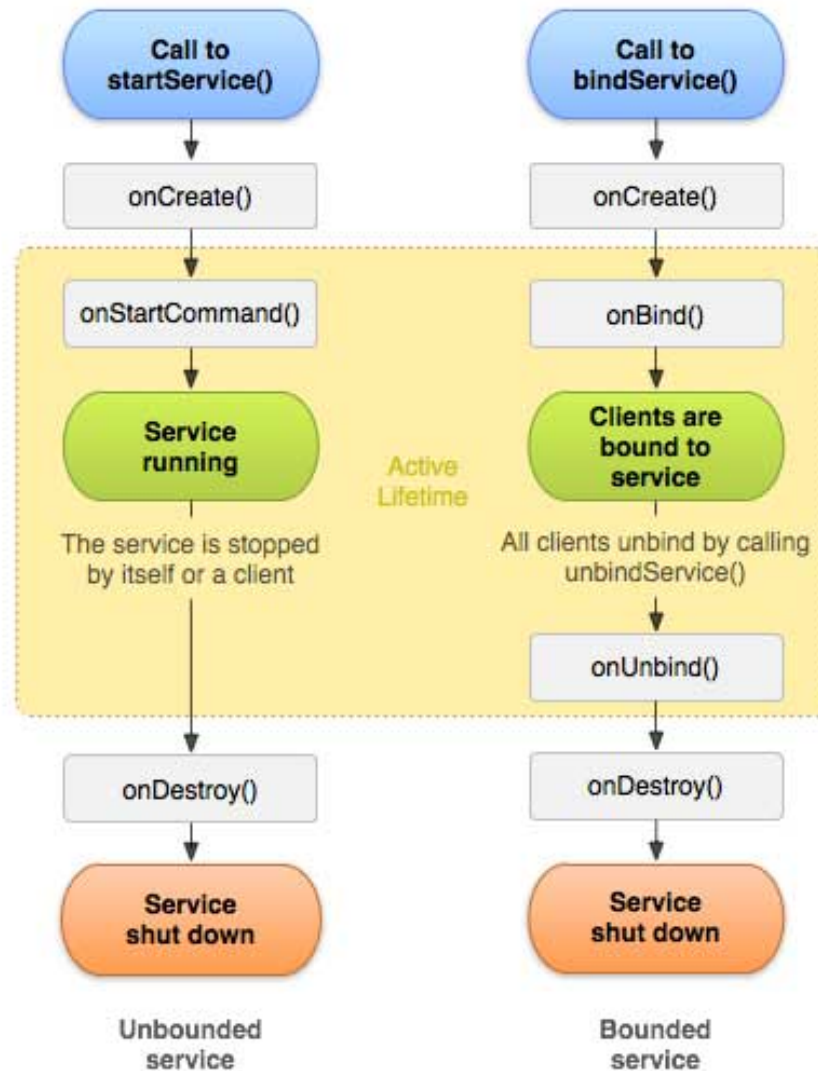 Call to
startService()
onCreate()
onStartCommand()
Service
running
The service is stopped
by itself or a client
onDestroy()
Service
shut down
Unbounded
service
Active
Lifetime
Call to
bindService()
onCreate()
onBind()
Clients are
bound to
service
All clients unbind by calling
unbindService()
onUnbind()
onDestroy()
Service
shut down
Bounded
service